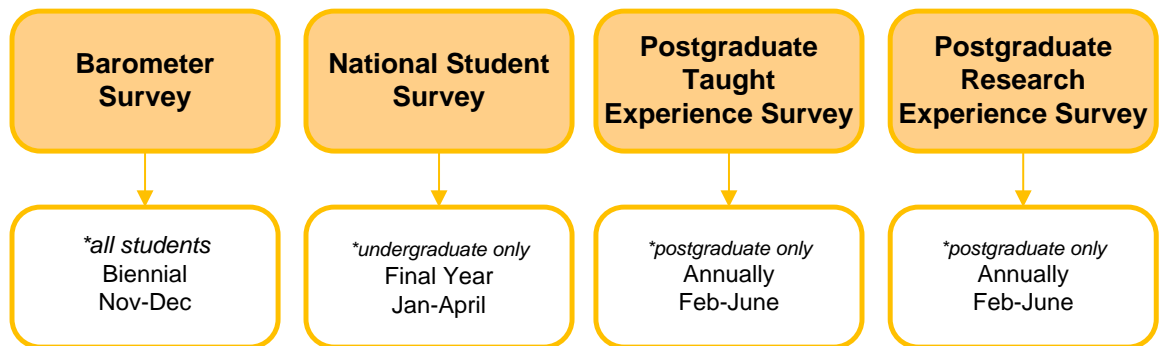 Barometer
Survey
National Student
Survey
Postgraduate
Taught
Experience Survey
Postgraduate
Research
Experience Survey
*all students
Biennial
Nov-Dec
*undergraduate only
Final Year
Jan-April
*postgraduate only
Annually
Feb-June
*postgraduate only
Annually
Feb-June